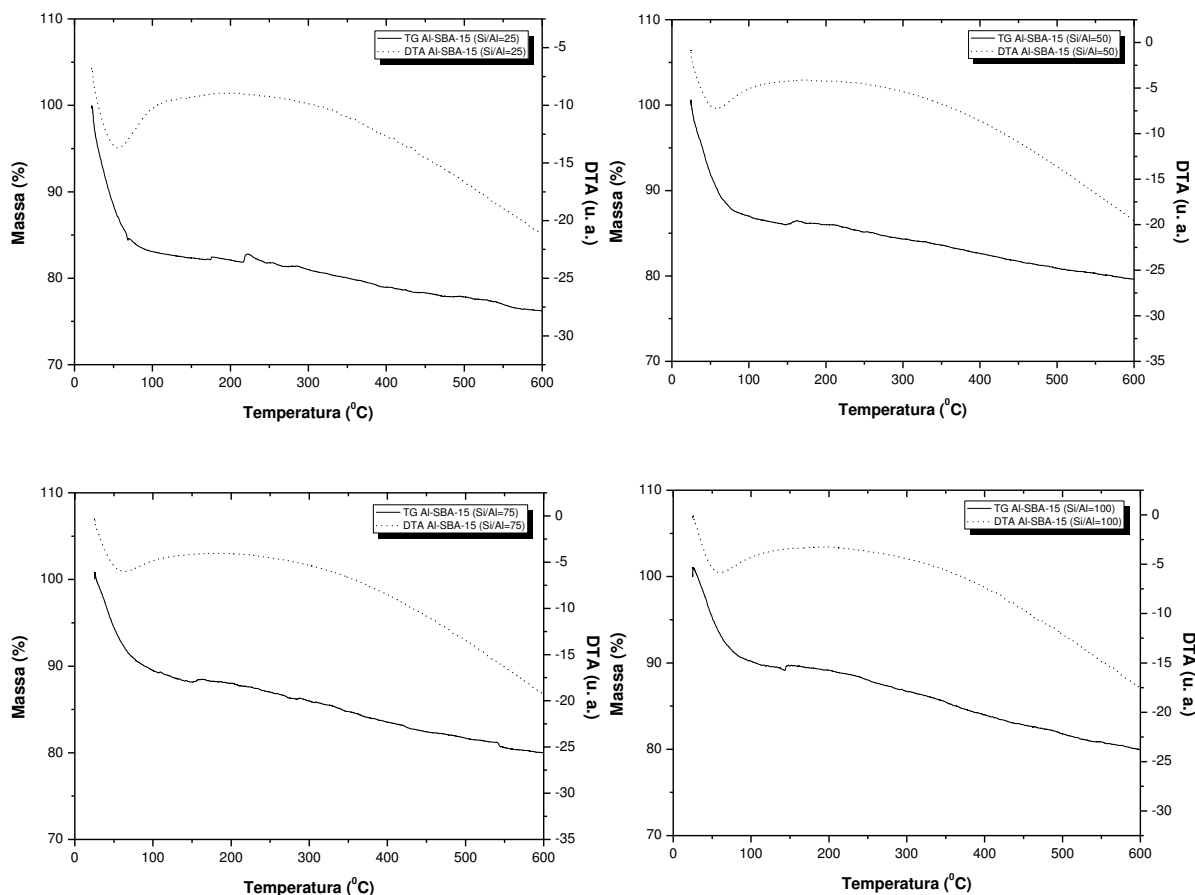 110
100
90
80
70
Massa (%)
TG Al-SBA-15 (Si/Al=25)
DTA Al-SBA-15 (Si/Al=25)
-5
-10
-15
-20
-25
-30
DTA (u. a.)
0 100 200 300 400 500 600
Temperatura (⁰C)
110
100
90
80
70
Massa (%)
TG Al-SBA-15 (Si/Al=50)
DTA Al-SBA-15 (Si/Al=50)
0
-5
-10
-15
-20
-25
-30
-35
DTA (u. a.)
0 100 200 300 400 500 600
Temperatura (⁰C)
110
100
90
80
70
Massa (%)
TG Al-SBA-15 (Si/Al=75)
DTA Al-SBA-15 (Si/Al=75)
0
-5
-10
-15
-20
-25
-30
-35
DTA (u. a.)
0 100 200 300 400 500 600
Temperatura (⁰C)
110
100
90
80
70
Massa (%)
TG Al-SBA-15 (Si/Al=100)
DTA Al-SBA-15 (Si/Al=100)
0
-5
-10
-15
-20
-25
-30
DTA (u. a.)
0 100 200 300 400 500 600
Temperatura (⁰C)